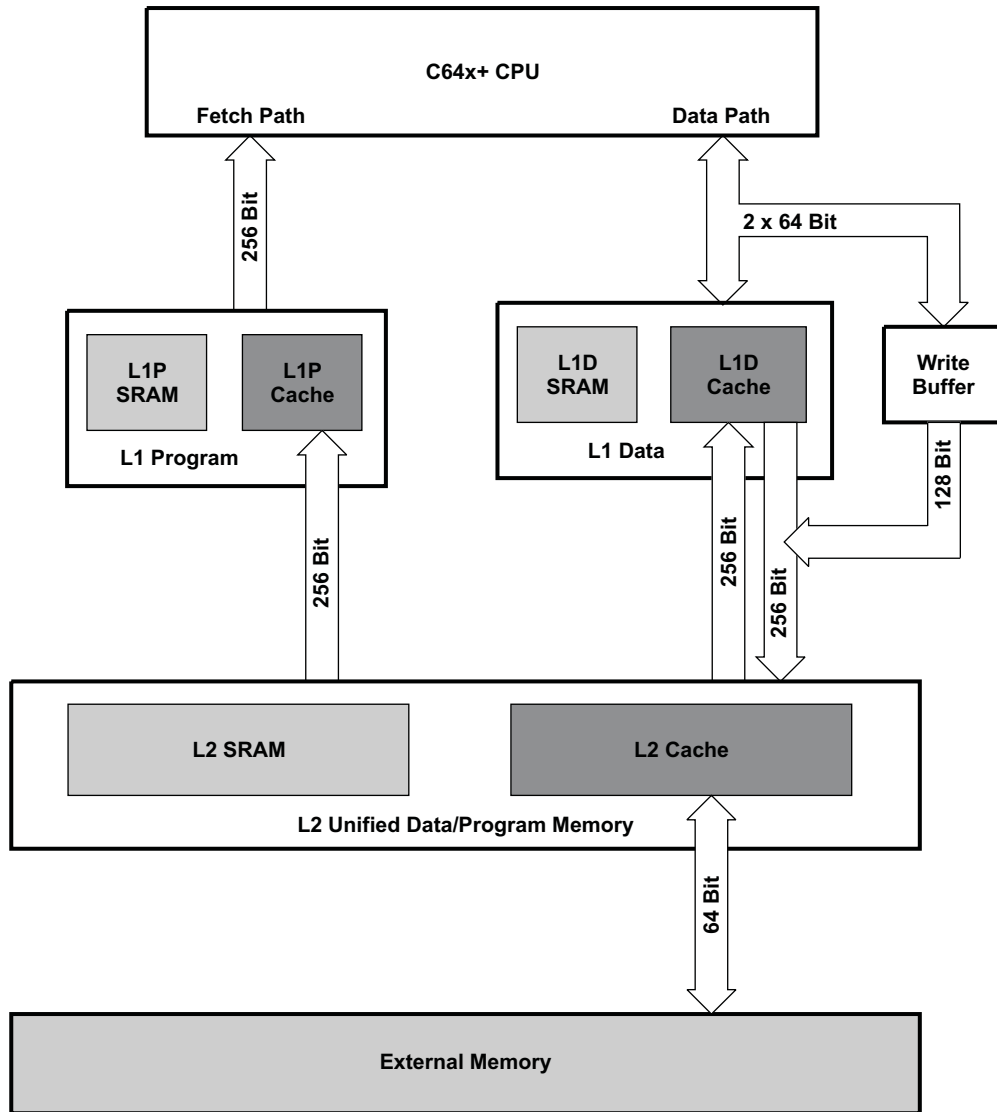 C64x+ CPU
Fetch Path
Data Path
256 Bit
2 x 64 Bit
L1P
SRAM
L1P
Cache
L1 Program
L1D
SRAM
L1D
Cache
L1 Data
Write
Buffer
128 Bit
256 Bit
256 Bit
256 Bit
L2 SRAM
L2 Cache
L2 Unified Data/Program Memory
64 Bit
External Memory